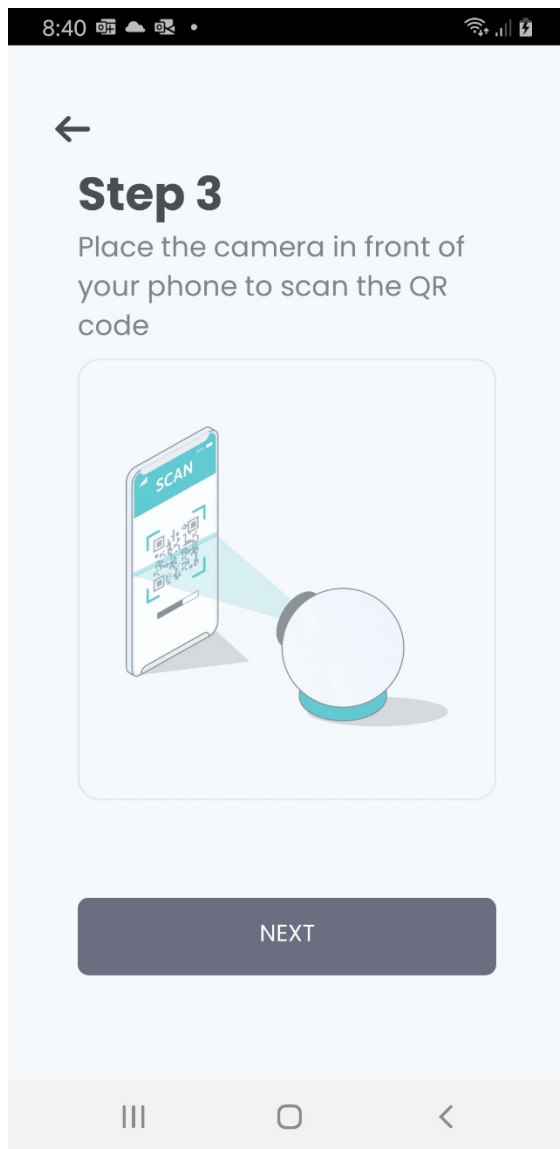 8:40
Step 3
Place the camera in front of
your phone to scan the QR
code
SCAN
NEXT